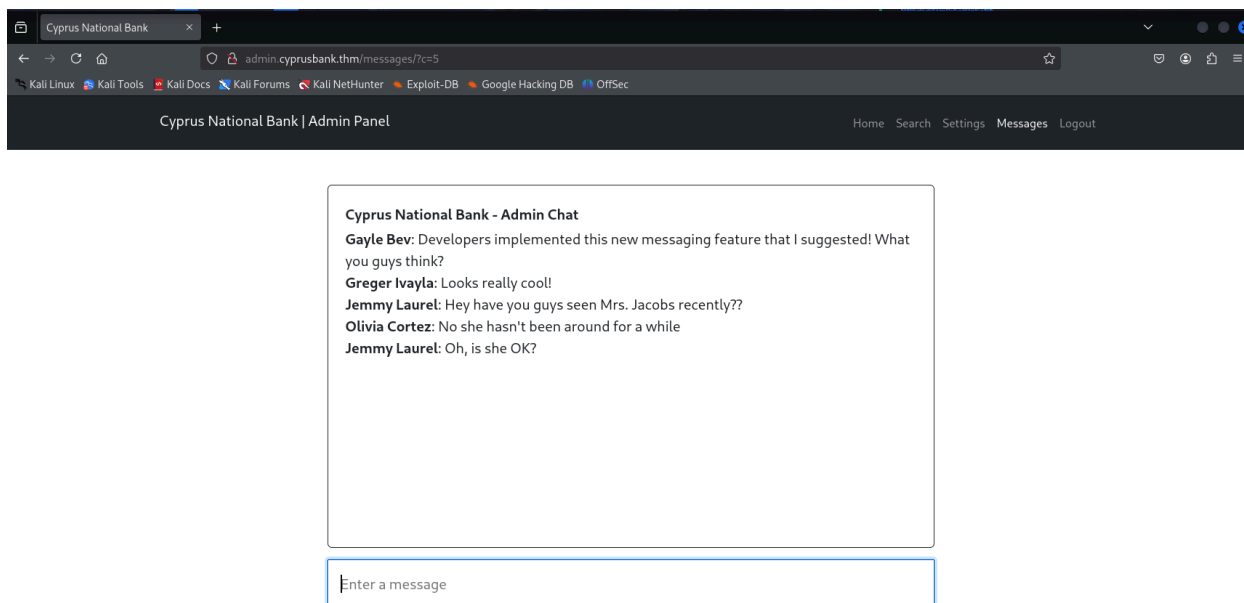 Cyprus National Bank
admin.cyprusbank.thm/messages/?c=5
Kali Linux Kali Tools Kali Docs Kali Forums Kali NetHunter Exploit-DB Google Hacking DB OffSec
Cyprus National Bank | Admin Panel Home Search Settings Messages Logout
Cyprus National Bank - Admin Chat
Gayle Bev: Developers implemented this new messaging feature that I suggested! What
you guys think?
Greger Ivayla: Looks really cool!
Jemmy Laurel: Hey have you guys seen Mrs. Jacobs recently??
Olivia Cortez: No she hasn't been around for a while
Jemmy Laurel: Oh, is she OK?
Enter a message